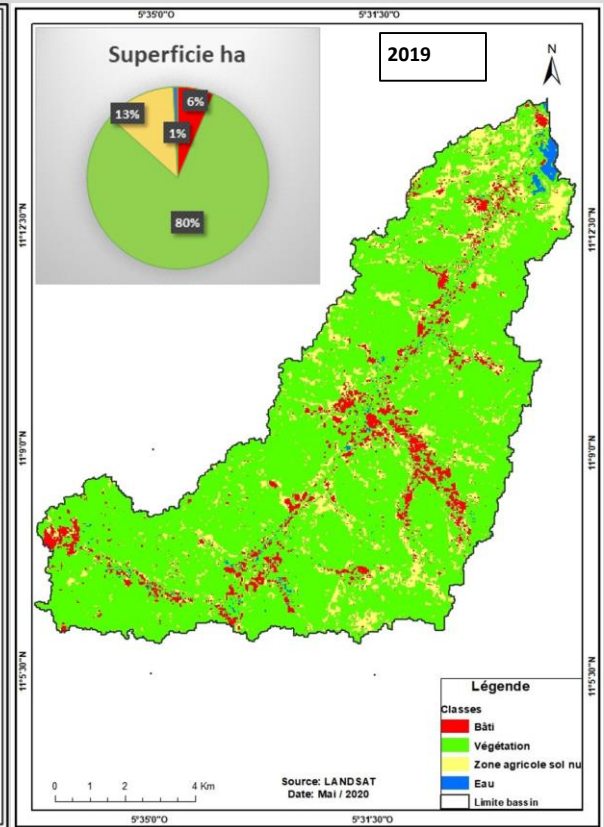 5°35'0"O 5°31'30"O
Superficie ha
2019
N
6%
13%
1%
80%
11°12'30"N 11°12'30"N
11°9'0"N 11°9'0"N
11°5'30"N 11°5'30"N
Légende
Classes
Bâti
Végétation
Zone agricole sol nu
Eau
Limite bassin
0 1 2 4 Km
Source: LANDSAT
Date: Mai / 2020
5°35'0"O 5°31'30"O